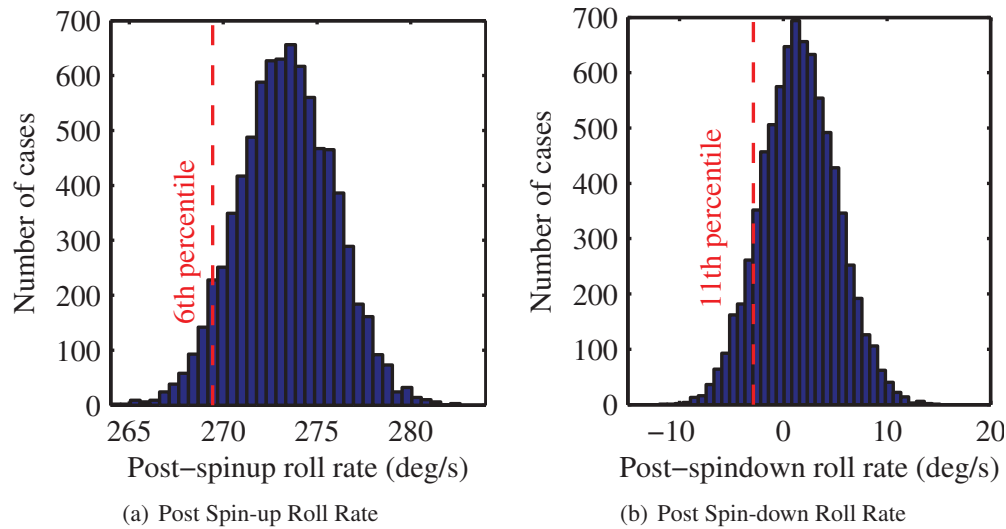 700
600
500
400
300
200
100
0
Number of cases
6th percentile
265 270 275 280
Post−spinup roll rate (deg/s)
(a) Post Spin-up Roll Rate
700
600
500
400
300
200
100
0
Number of cases
11th percentile
−10 0 10 20
Post−spindown roll rate (deg/s)
(b) Post Spin-down Roll Rate